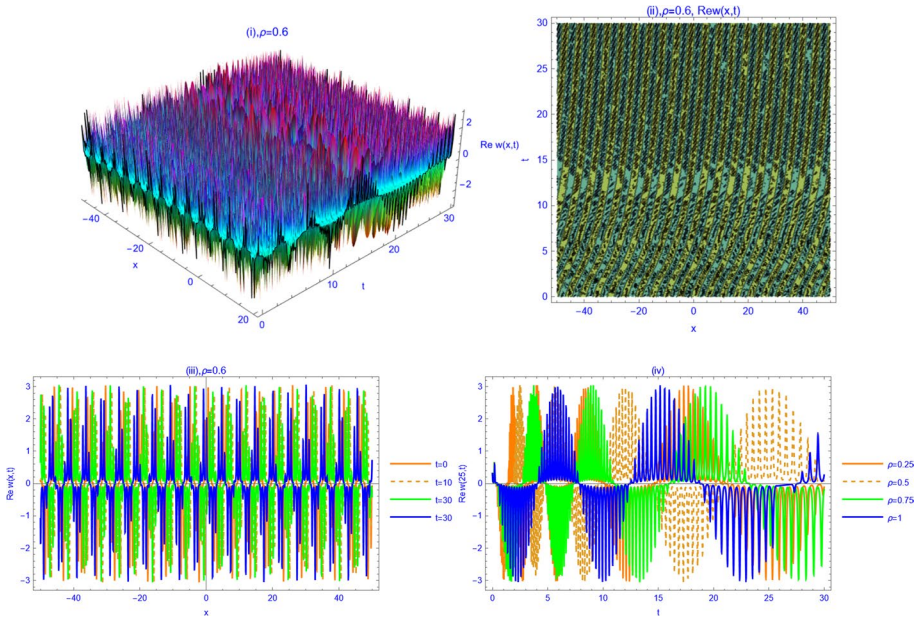 (i),ρ=0.6
2
0
-2
Re w(x,t)
-40
-20
0
20
x
0
10
20
30
t
(ii),ρ=0.6, Rew(x,t)
30
25
20
15
10
5
0
t
-40
-20
0
20
40
x
(iii),ρ=0.6
3
2
1
0
-1
-2
-3
Re w(x,t)
-40
-20
0
20
40
x
t=0
t=10
t=30
t=30
(iv)
3
2
1
0
-1
-2
-3
Re w(25,t)
0
5
10
15
20
25
30
t
ρ=0.25
ρ=0.5
ρ=0.75
ρ=1